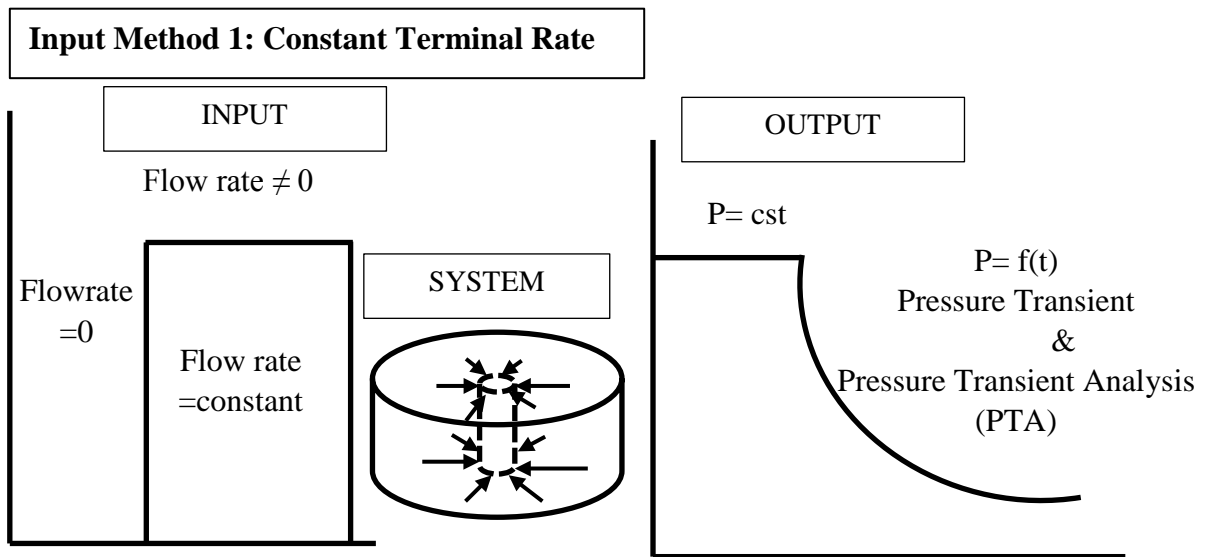 Input Method 1: Constant Terminal Rate
INPUT
Flow rate ≠ 0
Flowrate
=0
Flow rate
=constant
SYSTEM
OUTPUT
P= cst
P= f(t)
Pressure Transient
&
Pressure Transient Analysis
(PTA)